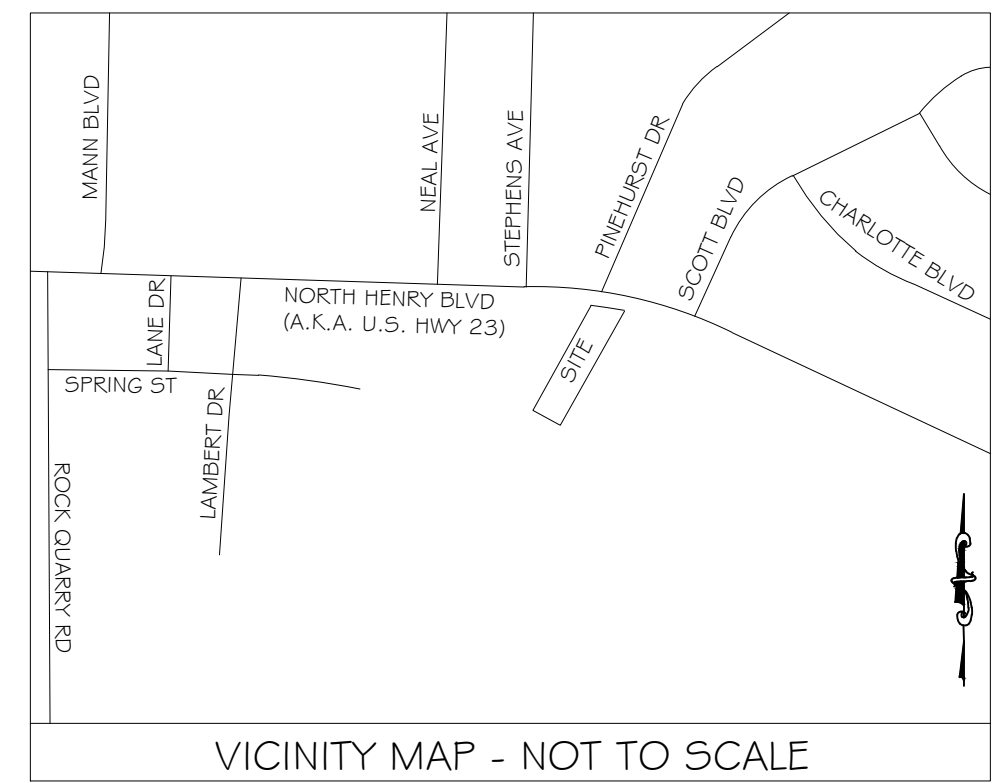 MANN BLVD
NEAL AVE
STEPHENS AVE
PINEHURST DR
SCOTT BLVD
CHARLOTTE BLVD
LANE DR
NORTH HENRY BLVD
(A.K.A. U.S. HWY 23)
SITE
SPRING ST
LAMBERT DR
ROCK QUARRY RD
VICINITY MAP - NOT TO SCALE